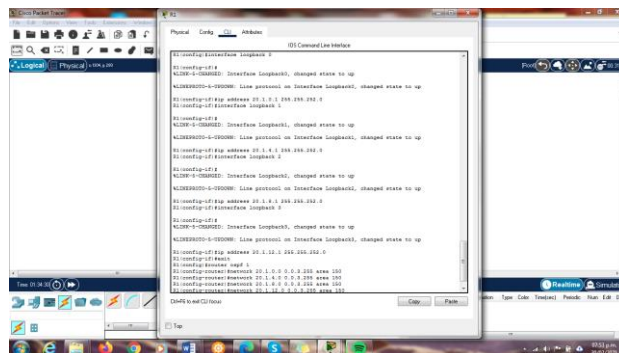 Cisco Packet Tracer
R1
Physical Config CLI Attributes
IOS Command Line Interface
Logical Physical
R1(config)#interface loopback 0
R1(config-if)#
%LINK-5-CHANGED: Interface Loopback0, changed state to up
%LINEPROTO-5-UPDOWN: Line protocol on Interface Loopback0, changed state to up
R1(config-if)#ip address 20.1.0.1 255.255.252.0
R1(config-if)#interface loopback 1
R1(config-if)#
%LINK-5-CHANGED: Interface Loopback1, changed state to up
%LINEPROTO-5-UPDOWN: Line protocol on Interface Loopback1, changed state to up
R1(config-if)#ip address 20.1.4.1 255.255.252.0
R1(config-if)#interface loopback 2
R1(config-if)#
%LINK-5-CHANGED: Interface Loopback2, changed state to up
%LINEPROTO-5-UPDOWN: Line protocol on Interface Loopback2, changed state to up
R1(config-if)#ip address 20.1.8.1 255.255.252.0
R1(config-if)#interface loopback 3
R1(config-if)#
%LINK-5-CHANGED: Interface Loopback3, changed state to up
%LINEPROTO-5-UPDOWN: Line protocol on Interface Loopback3, changed state to up
R1(config-if)#ip address 20.1.12.1 255.255.252.0
R1(config-if)#exit
R1(config)#router ospf 1
R1(config-router)#network 20.1.0.0 0.0.3.255 area 150
R1(config-router)#network 20.1.4.0 0.0.3.255 area 150
R1(config-router)#network 20.1.8.0 0.0.3.255 area 150
R1(config-router)#network 20.1.12.0 0.0.3.255 area 150
Ctrl+F6 to exit CLI focus
Copy Paste
Top
Time: 01:34:30
Realtime
Type Color Time(sec) Periodic Num Edit
07:53 p.m.